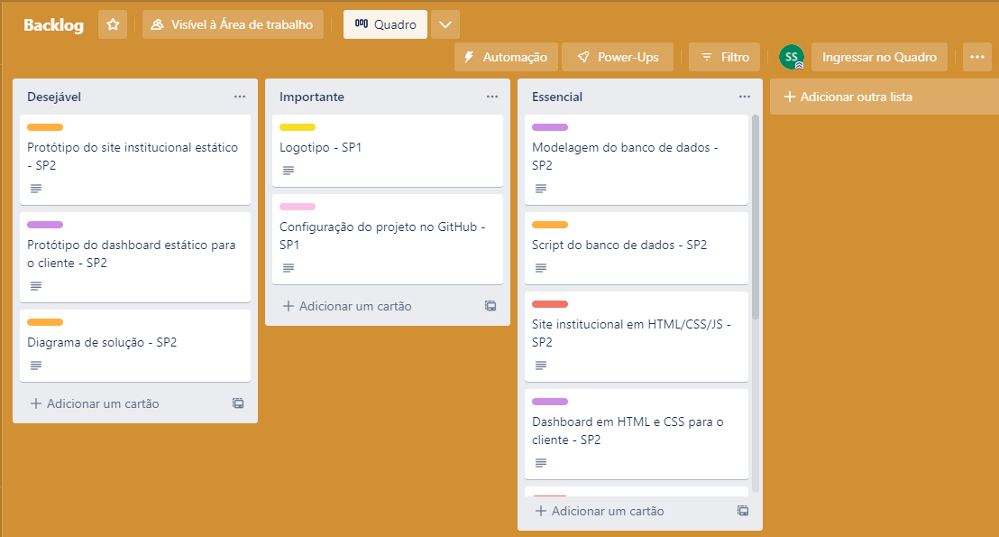 Backlog
Visível à Área de trabalho
Quadro
Automação
Power-Ups
Filtro
SS
Ingressar no Quadro
Desejável
Protótipo do site institucional estático
- SP2
Protótipo do dashboard estático para
o cliente - SP2
Diagrama de solução - SP2
Adicionar um cartão
Importante
Logotipo - SP1
Configuração do projeto no GitHub -
SP1
Adicionar um cartão
Essencial
Modelagem do banco de dados -
SP2
Script do banco de dados - SP2
Site institucional em HTML/CSS/JS -
SP2
Dashboard em HTML e CSS para o
cliente - SP2
Adicionar um cartão
Adicionar outra lista